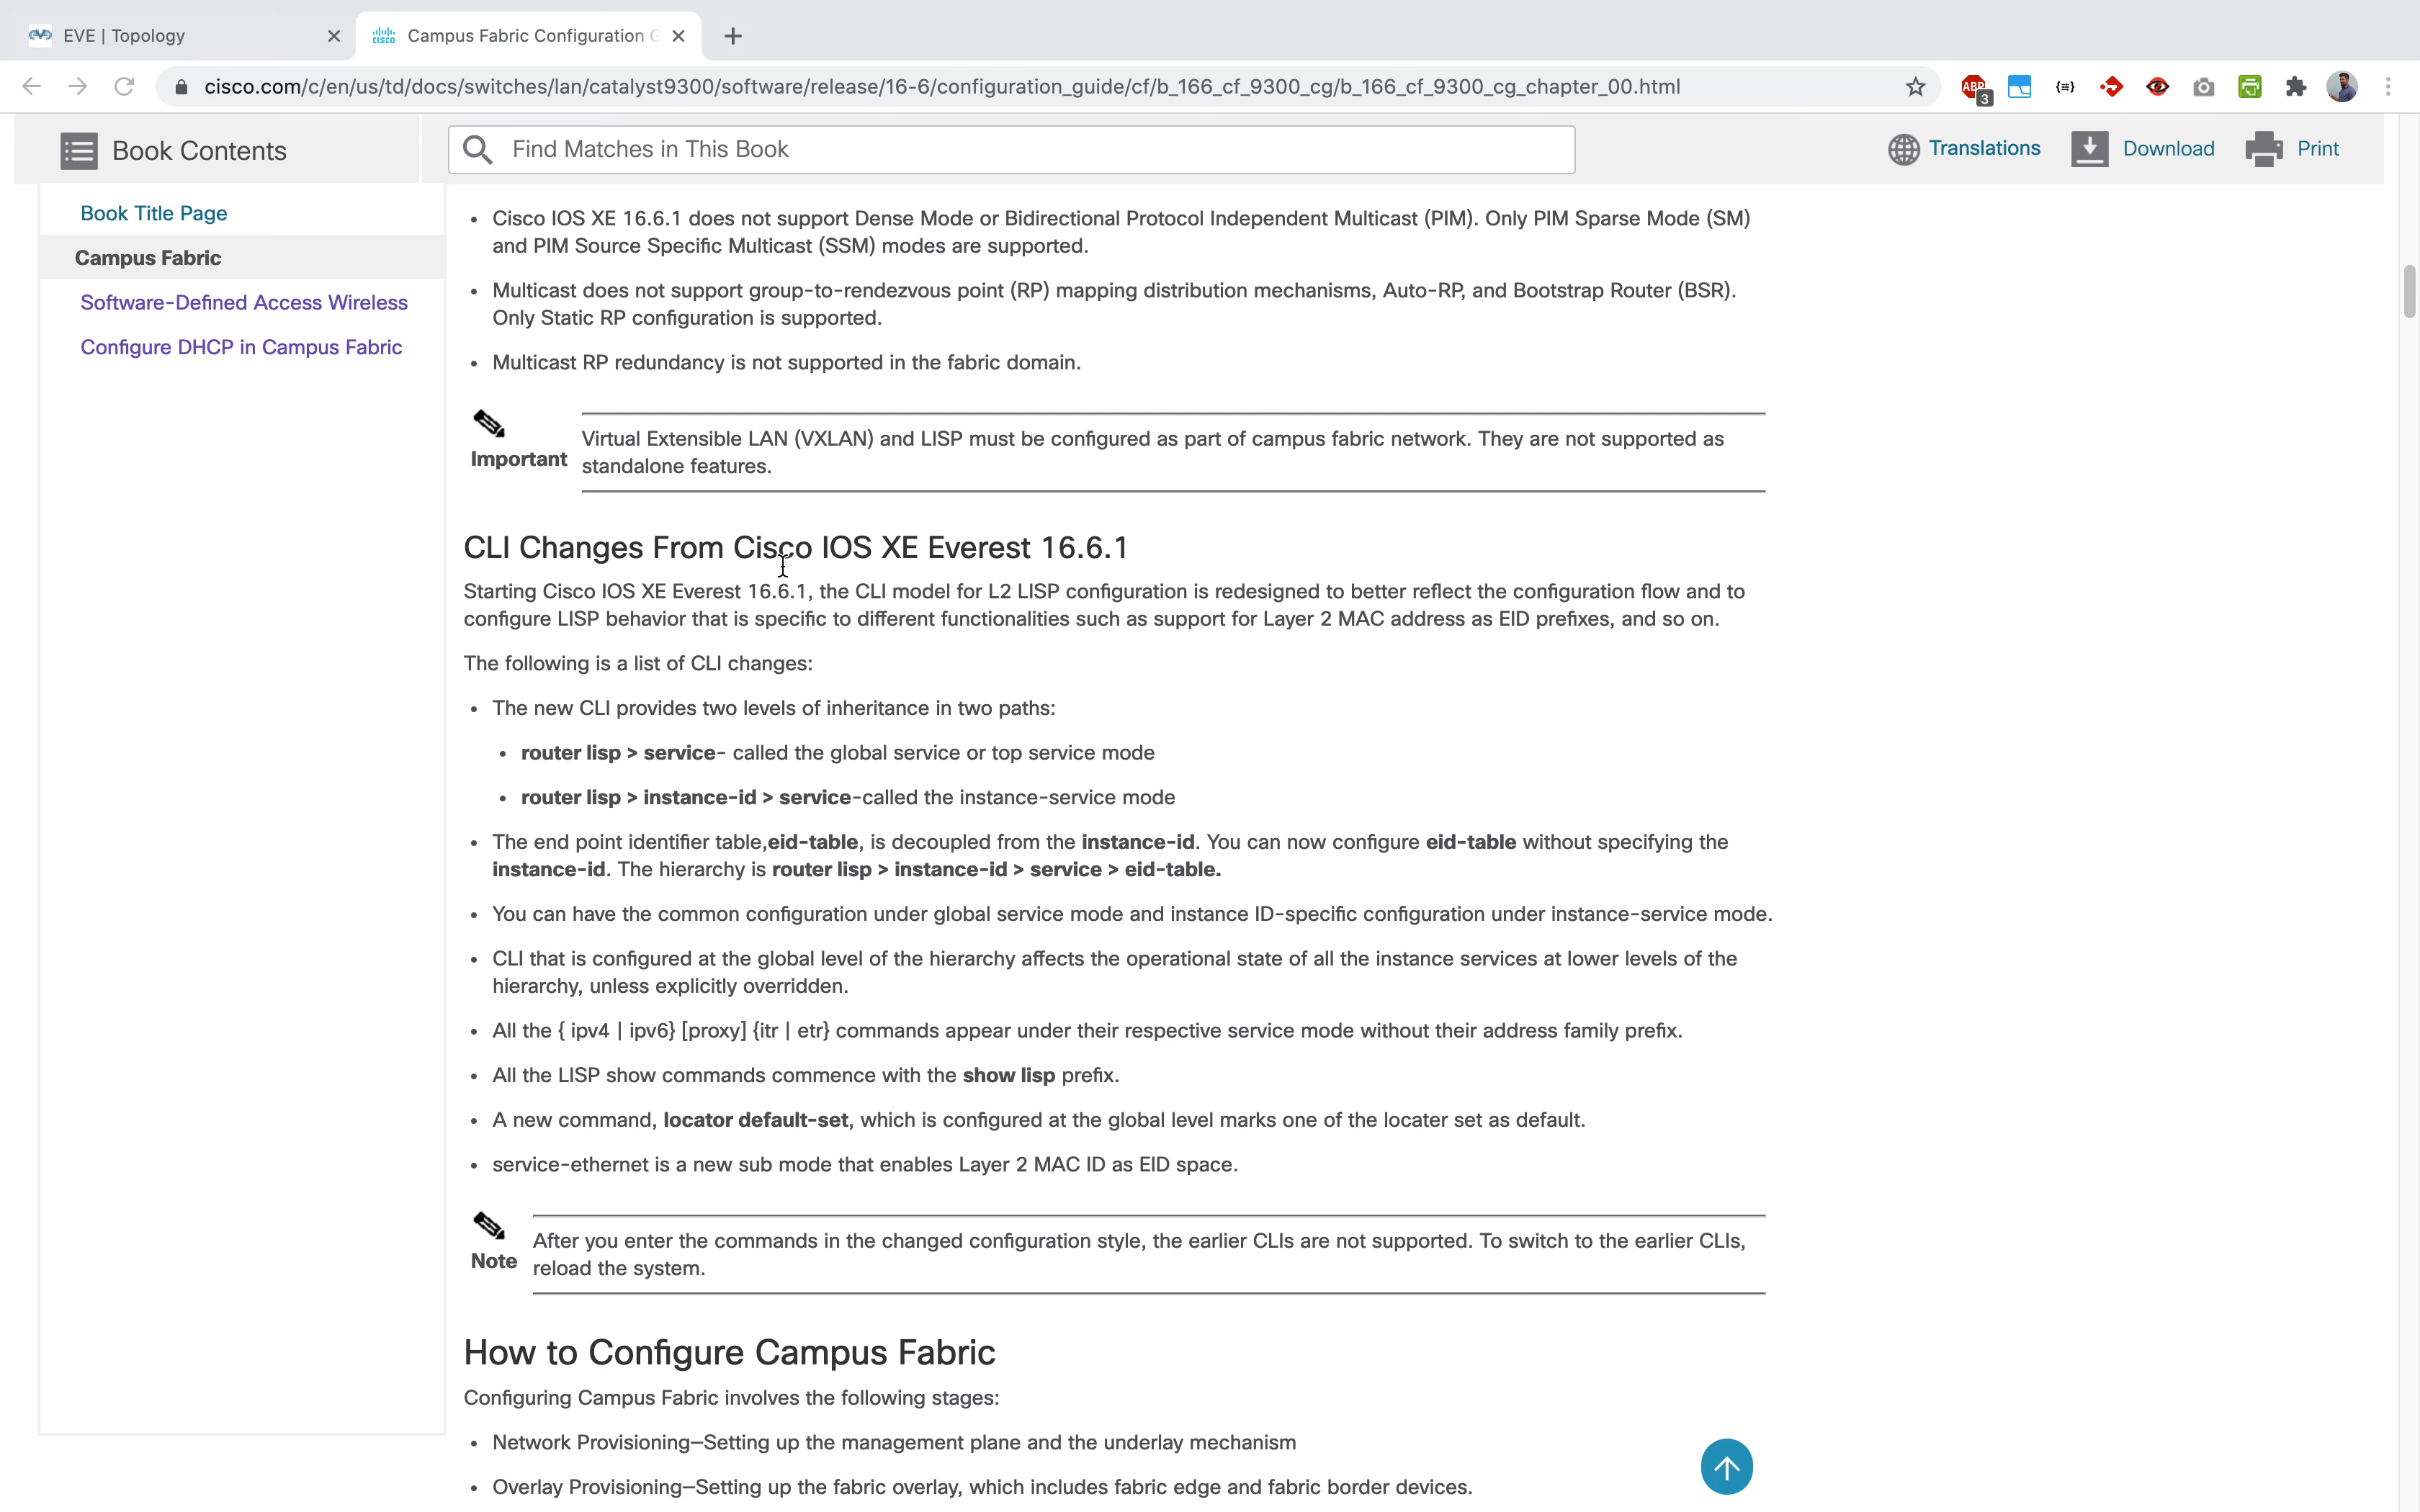 EVE | Topology
Campus Fabric Configuration G
cisco.com/c/en/us/td/docs/switches/lan/catalyst9300/software/release/16-6/configuration_guide/cf/b_166_cf_9300_cg/b_166_cf_9300_cg_chapter_00.html
ABP
3
Book Contents
Find Matches in This Book
Translations
Download
Print
Book Title Page
Campus Fabric
Software-Defined Access Wireless
Configure DHCP in Campus Fabric
• Cisco IOS XE 16.6.1 does not support Dense Mode or Bidirectional Protocol Independent Multicast (PIM). Only PIM Sparse Mode (SM)
and PIM Source Specific Multicast (SSM) modes are supported.
• Multicast does not support group-to-rendezvous point (RP) mapping distribution mechanisms, Auto-RP, and Bootstrap Router (BSR).
Only Static RP configuration is supported.
• Multicast RP redundancy is not supported in the fabric domain.
Important
Virtual Extensible LAN (VXLAN) and LISP must be configured as part of campus fabric network. They are not supported as
standalone features.
CLI Changes From Cisco IOS XE Everest 16.6.1
Starting Cisco IOS XE Everest 16.6.1, the CLI model for L2 LISP configuration is redesigned to better reflect the configuration flow and to
configure LISP behavior that is specific to different functionalities such as support for Layer 2 MAC address as EID prefixes, and so on.
The following is a list of CLI changes:
• The new CLI provides two levels of inheritance in two paths:
• router lisp > service- called the global service or top service mode
• router lisp > instance-id > service-called the instance-service mode
• The end point identifier table,eid-table, is decoupled from the instance-id. You can now configure eid-table without specifying the
instance-id. The hierarchy is router lisp > instance-id > service > eid-table.
• You can have the common configuration under global service mode and instance ID-specific configuration under instance-service mode.
• CLI that is configured at the global level of the hierarchy affects the operational state of all the instance services at lower levels of the
hierarchy, unless explicitly overridden.
• All the { ipv4 | ipv6} [proxy] {itr | etr} commands appear under their respective service mode without their address family prefix.
• All the LISP show commands commence with the show lisp prefix.
• A new command, locator default-set, which is configured at the global level marks one of the locater set as default.
• service-ethernet is a new sub mode that enables Layer 2 MAC ID as EID space.
Note
After you enter the commands in the changed configuration style, the earlier CLIs are not supported. To switch to the earlier CLIs,
reload the system.
How to Configure Campus Fabric
Configuring Campus Fabric involves the following stages:
• Network Provisioning—Setting up the management plane and the underlay mechanism
• Overlay Provisioning—Setting up the fabric overlay, which includes fabric edge and fabric border devices.